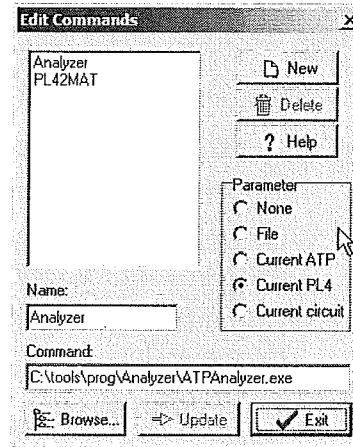 Edit Commands
Analyzer
PL42MAT
New
Delete
? Help
Parameter
None
File
Current ATP
Current PL4
Current circuit
Name:
Analyzer
Command:
C:\tools\prog\Analyzer\ATPAnalyzer.exe
Browse...
Update
Exit